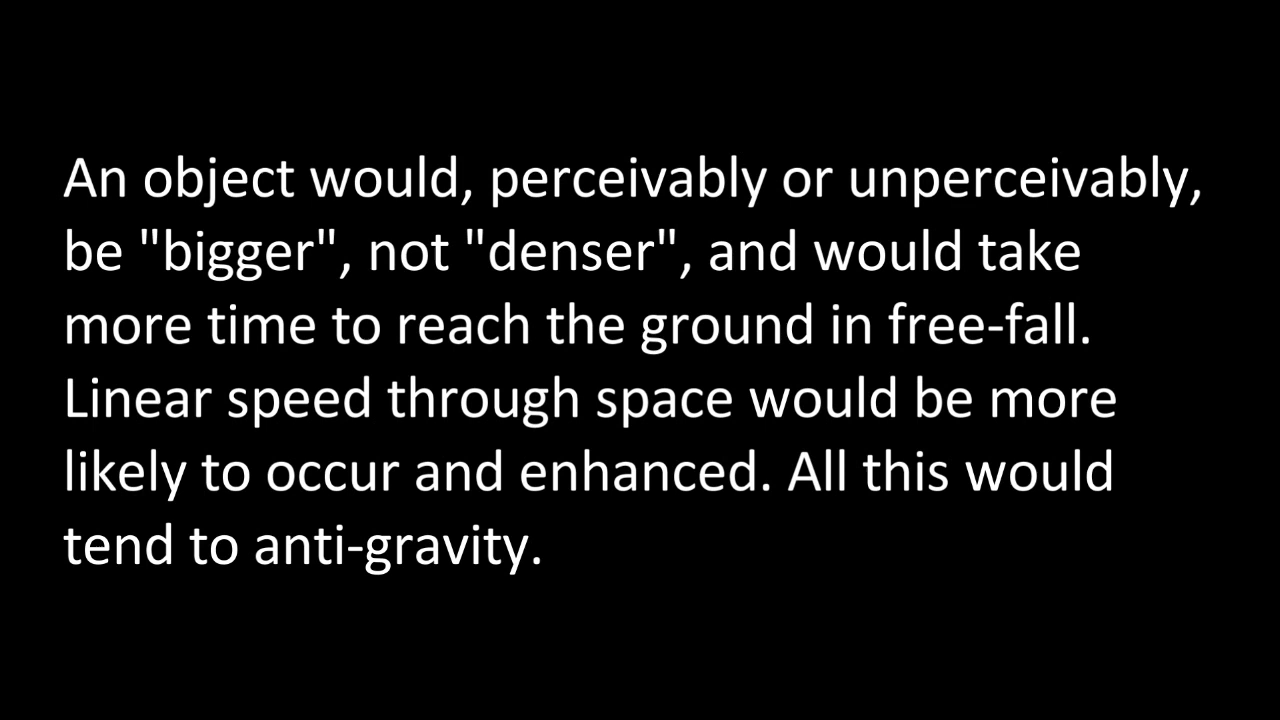 An object would, perceivably or unperceivably,
be "bigger", not "denser", and would take
more time to reach the ground in free-fall.
Linear speed through space would be more
likely to occur and enhanced. All this would
tend to anti-gravity.